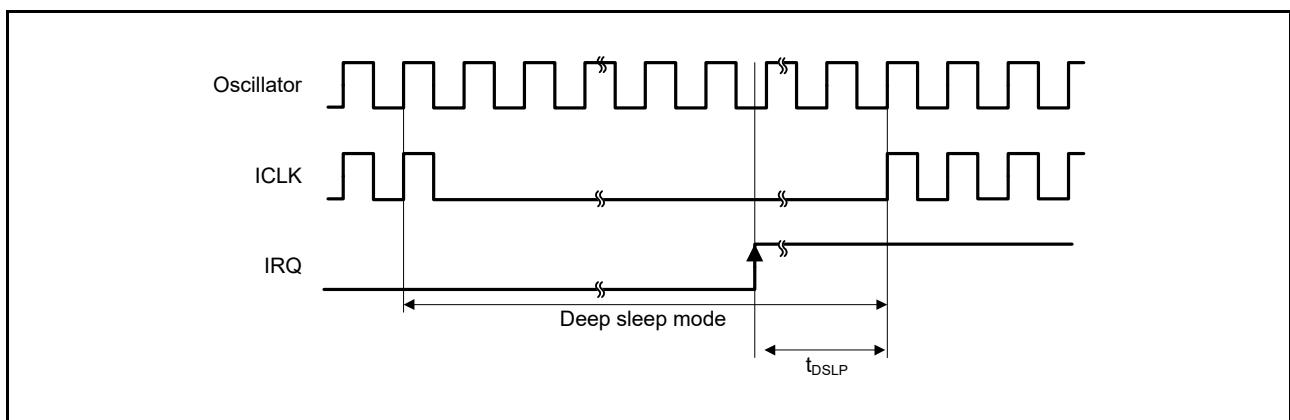 Oscillator
ICLK
IRQ
Deep sleep mode
tDSLP